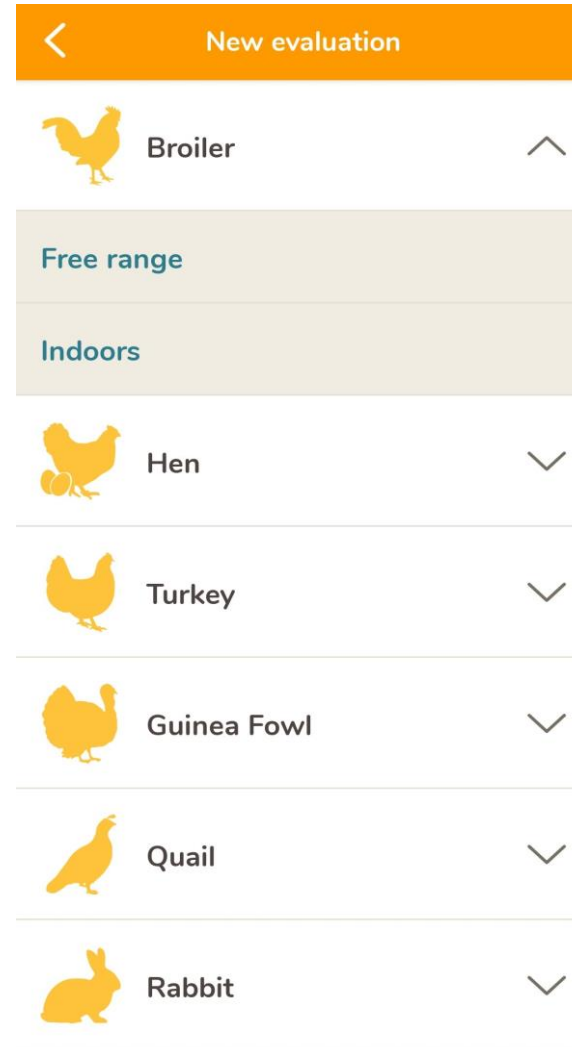 New evaluation
Broiler
Free range
Indoors
Hen
Turkey
Guinea Fowl
Quail
Rabbit